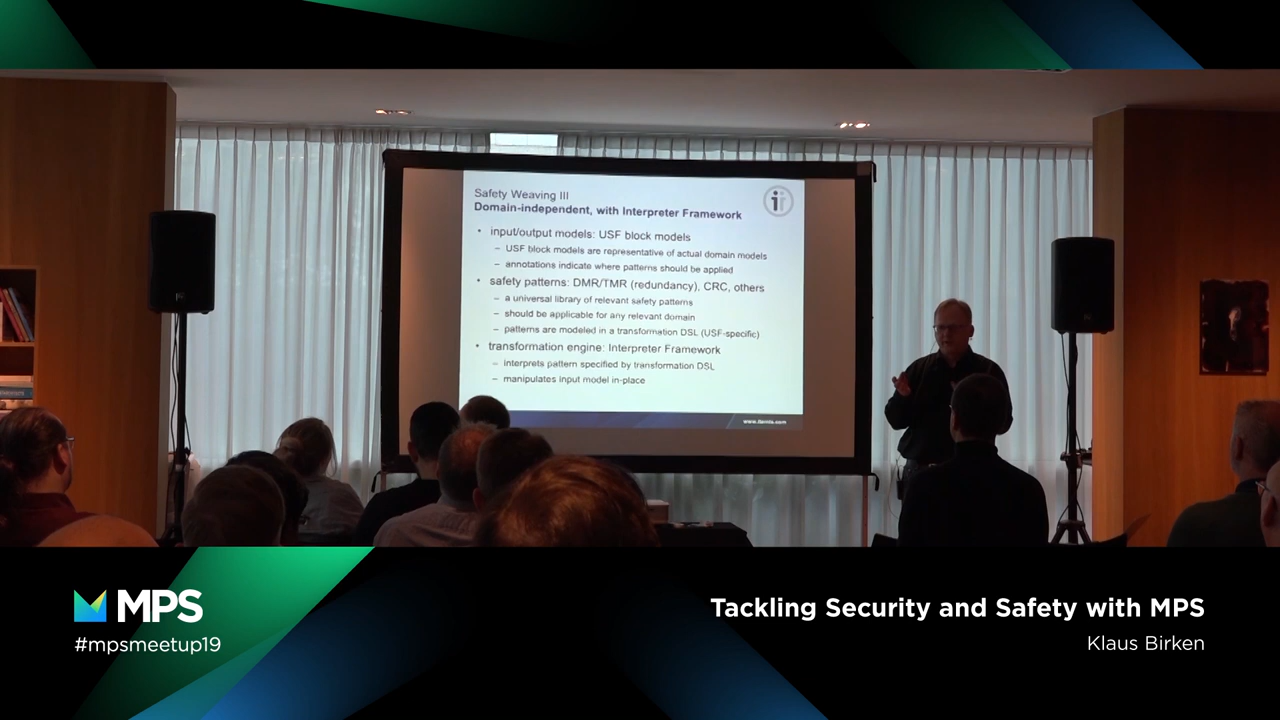 Safety Weaving III
Domain-independent, with Interpreter Framework
• input/output models: USF block models
– USF block models are representative of actual domain models
– annotations indicate where patterns should be applied
• safety patterns: DMR/TMR (redundancy), CRC, others
– a universal library of relevant safety patterns
– should be applicable for any relevant domain
– patterns are modeled in a transformation DSL (USF-specific)
• transformation engine: Interpreter Framework
– interprets pattern specified by transformation DSL
– manipulates input model in-place
www.itemis.com
MPS
#mpsmeetup19
Tackling Security and Safety with MPS
Klaus Birken